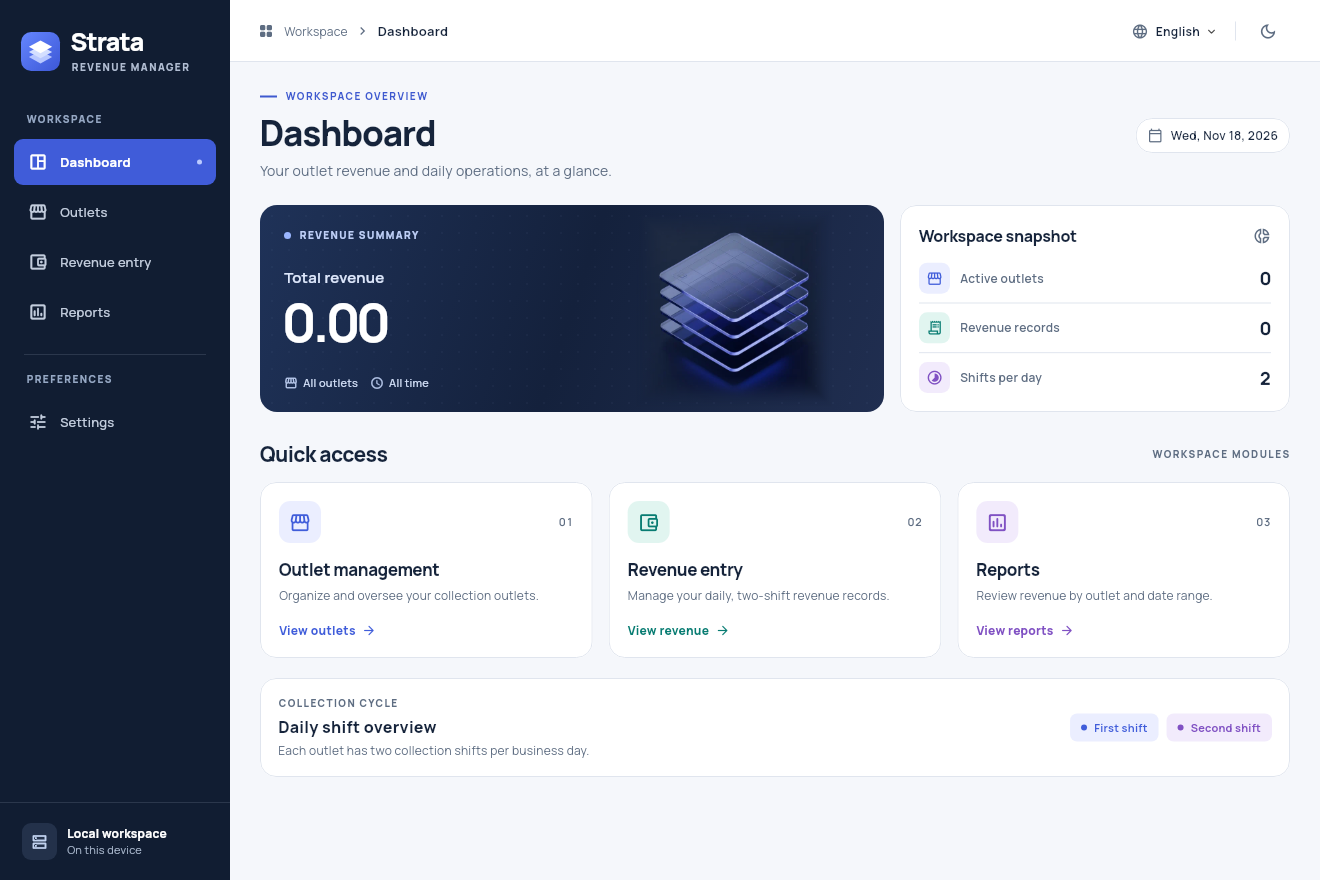 Strata
REVENUE MANAGER
WORKSPACE
Dashboard
Outlets
Revenue entry
Reports
PREFERENCES
Settings
Local workspace
On this device
Workspace
Dashboard
English
WORKSPACE OVERVIEW
Dashboard
Your outlet revenue and daily operations, at a glance.
Wed, Nov 18, 2026
REVENUE SUMMARY
Total revenue
0.00
All outlets
All time
Workspace snapshot
Active outlets 0
Revenue records 0
Shifts per day 2
Quick access
WORKSPACE MODULES
01
Outlet management
Organize and oversee your collection outlets.
View outlets
02
Revenue entry
Manage your daily, two-shift revenue records.
View revenue
03
Reports
Review revenue by outlet and date range.
View reports
COLLECTION CYCLE
Daily shift overview
Each outlet has two collection shifts per business day.
First shift
Second shift